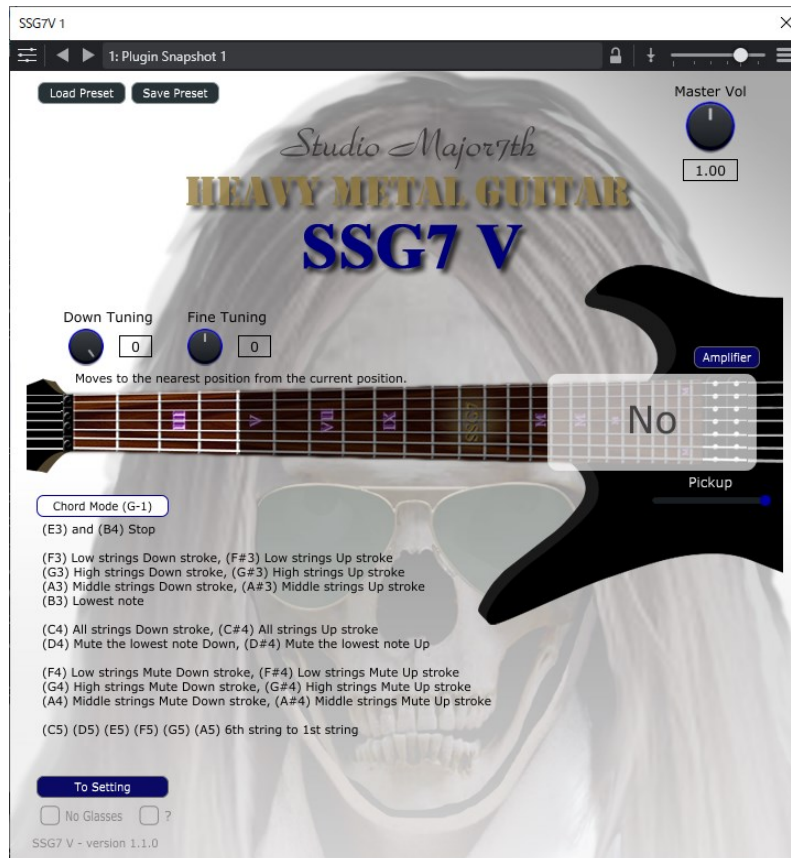 SSG7V 1
1: Plugin Snapshot 1
Load Preset Save Preset
Master Vol
1.00
Studio Major7th
HEAVY METAL GUITAR
SSG7 V
Down Tuning Fine Tuning
0 0
Amplifier
Moves to the nearest position from the current position.
III V VII IX SSG7 M M
No
Pickup
Chord Mode (G-1)
(E3) and (B4) Stop
(F3) Low strings Down stroke, (F#3) Low strings Up stroke
(G3) High strings Down stroke, (G#3) High strings Up stroke
(A3) Middle strings Down stroke, (A#3) Middle strings Up stroke
(B3) Lowest note
(C4) All strings Down stroke, (C#4) All strings Up stroke
(D4) Mute the lowest note Down, (D#4) Mute the lowest note Up
(F4) Low strings Mute Down stroke, (F#4) Low strings Mute Up stroke
(G4) High strings Mute Down stroke, (G#4) High strings Mute Up stroke
(A4) Middle strings Mute Down stroke, (A#4) Middle strings Mute Up stroke
(C5) (D5) (E5) (F5) (G5) (A5) 6th string to 1st string
To Setting
No Glasses ?
SSG7 V - version 1.1.0